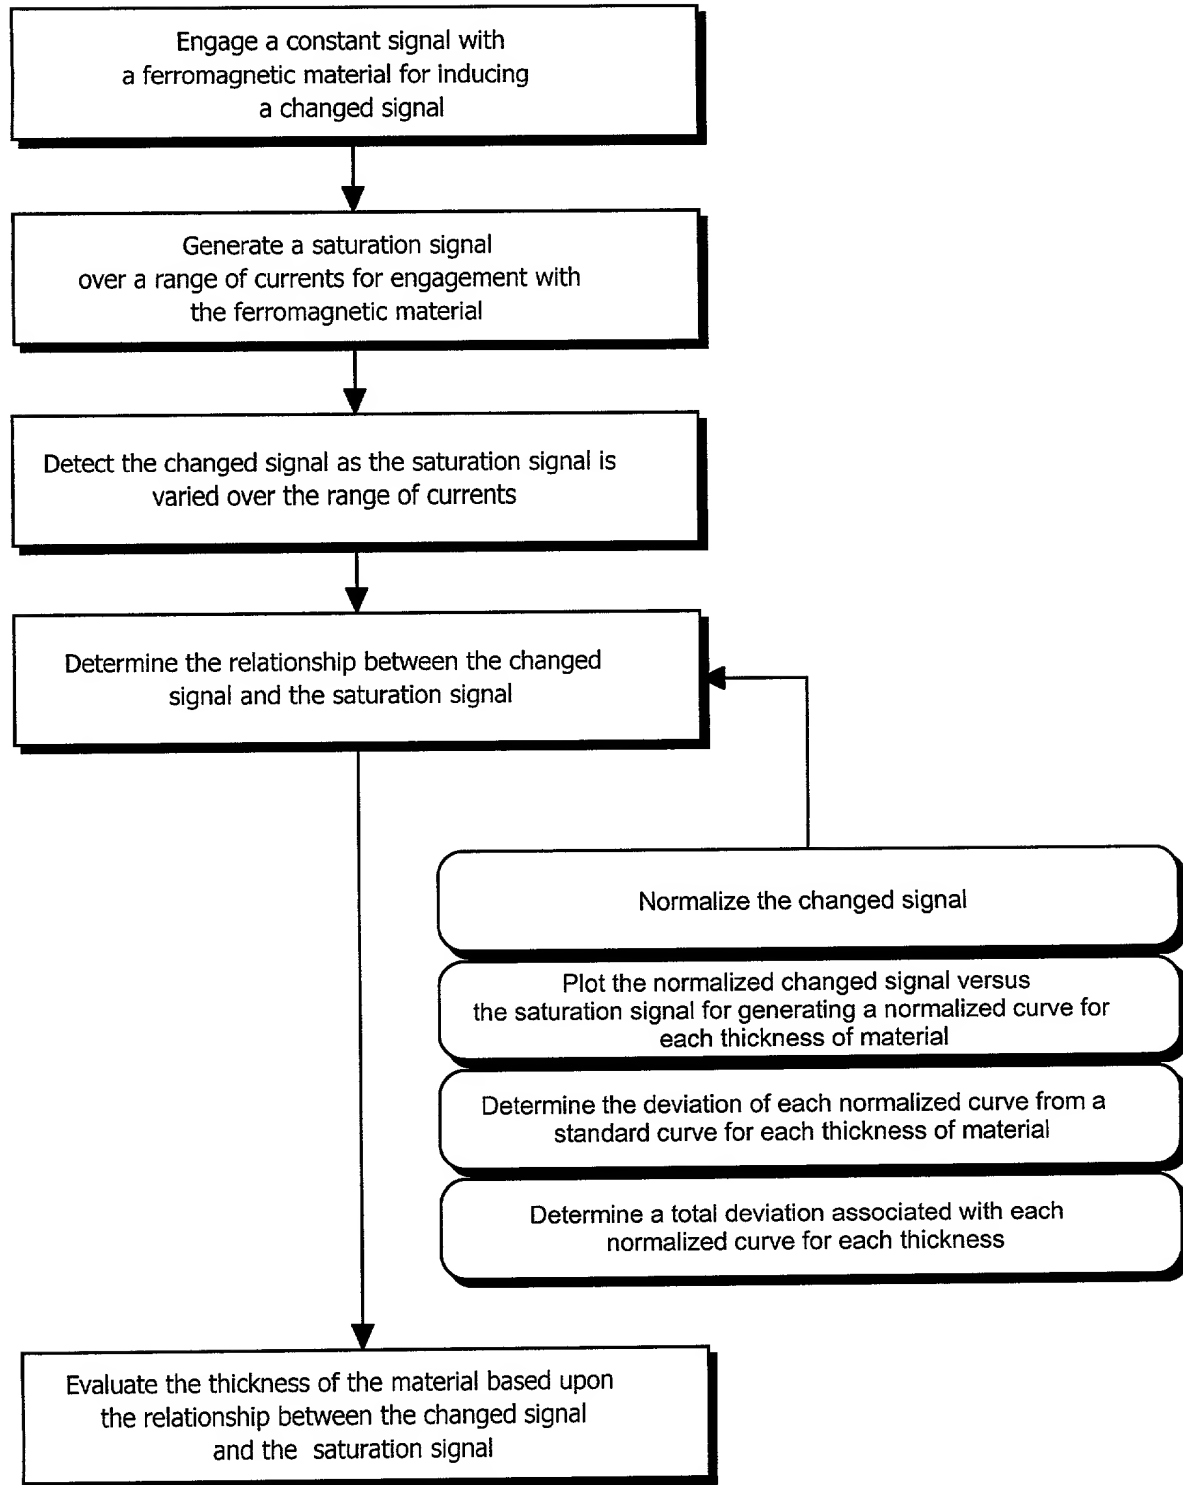 Engage a constant signal with
a ferromagnetic material for inducing
a changed signal
Generate a saturation signal
over a range of currents for engagement with
the ferromagnetic material
Detect the changed signal as the saturation signal is
varied over the range of currents
Determine the relationship between the changed
signal and the saturation signal
Normalize the changed signal
Plot the normalized changed signal versus
the saturation signal for generating a normalized curve for
each thickness of material
Determine the deviation of each normalized curve from a
standard curve for each thickness of material
Determine a total deviation associated with each
normalized curve for each thickness
Evaluate the thickness of the material based upon
the relationship between the changed signal
and the saturation signal